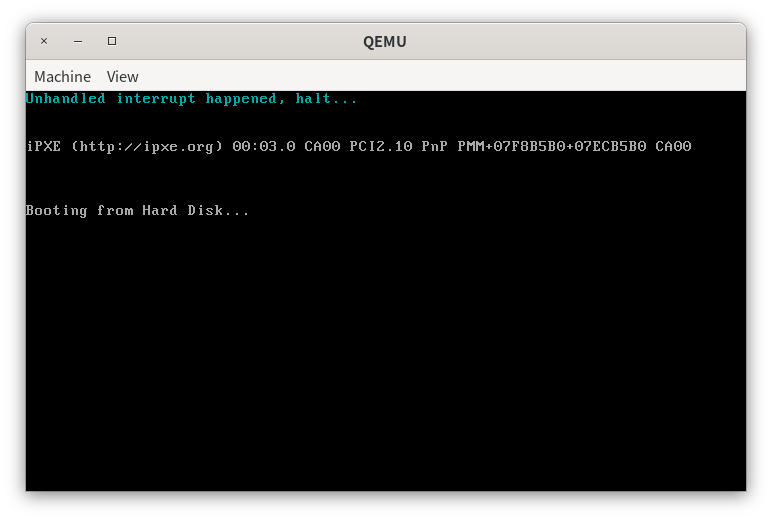 QEMU
Machine View
Unhandled interrupt happened, halt...
iPXE (http://ipxe.org) 00:03.0 CA00 PCI2.10 PnP PMM+07F8B5B0+07ECB5B0 CA00
Booting from Hard Disk...